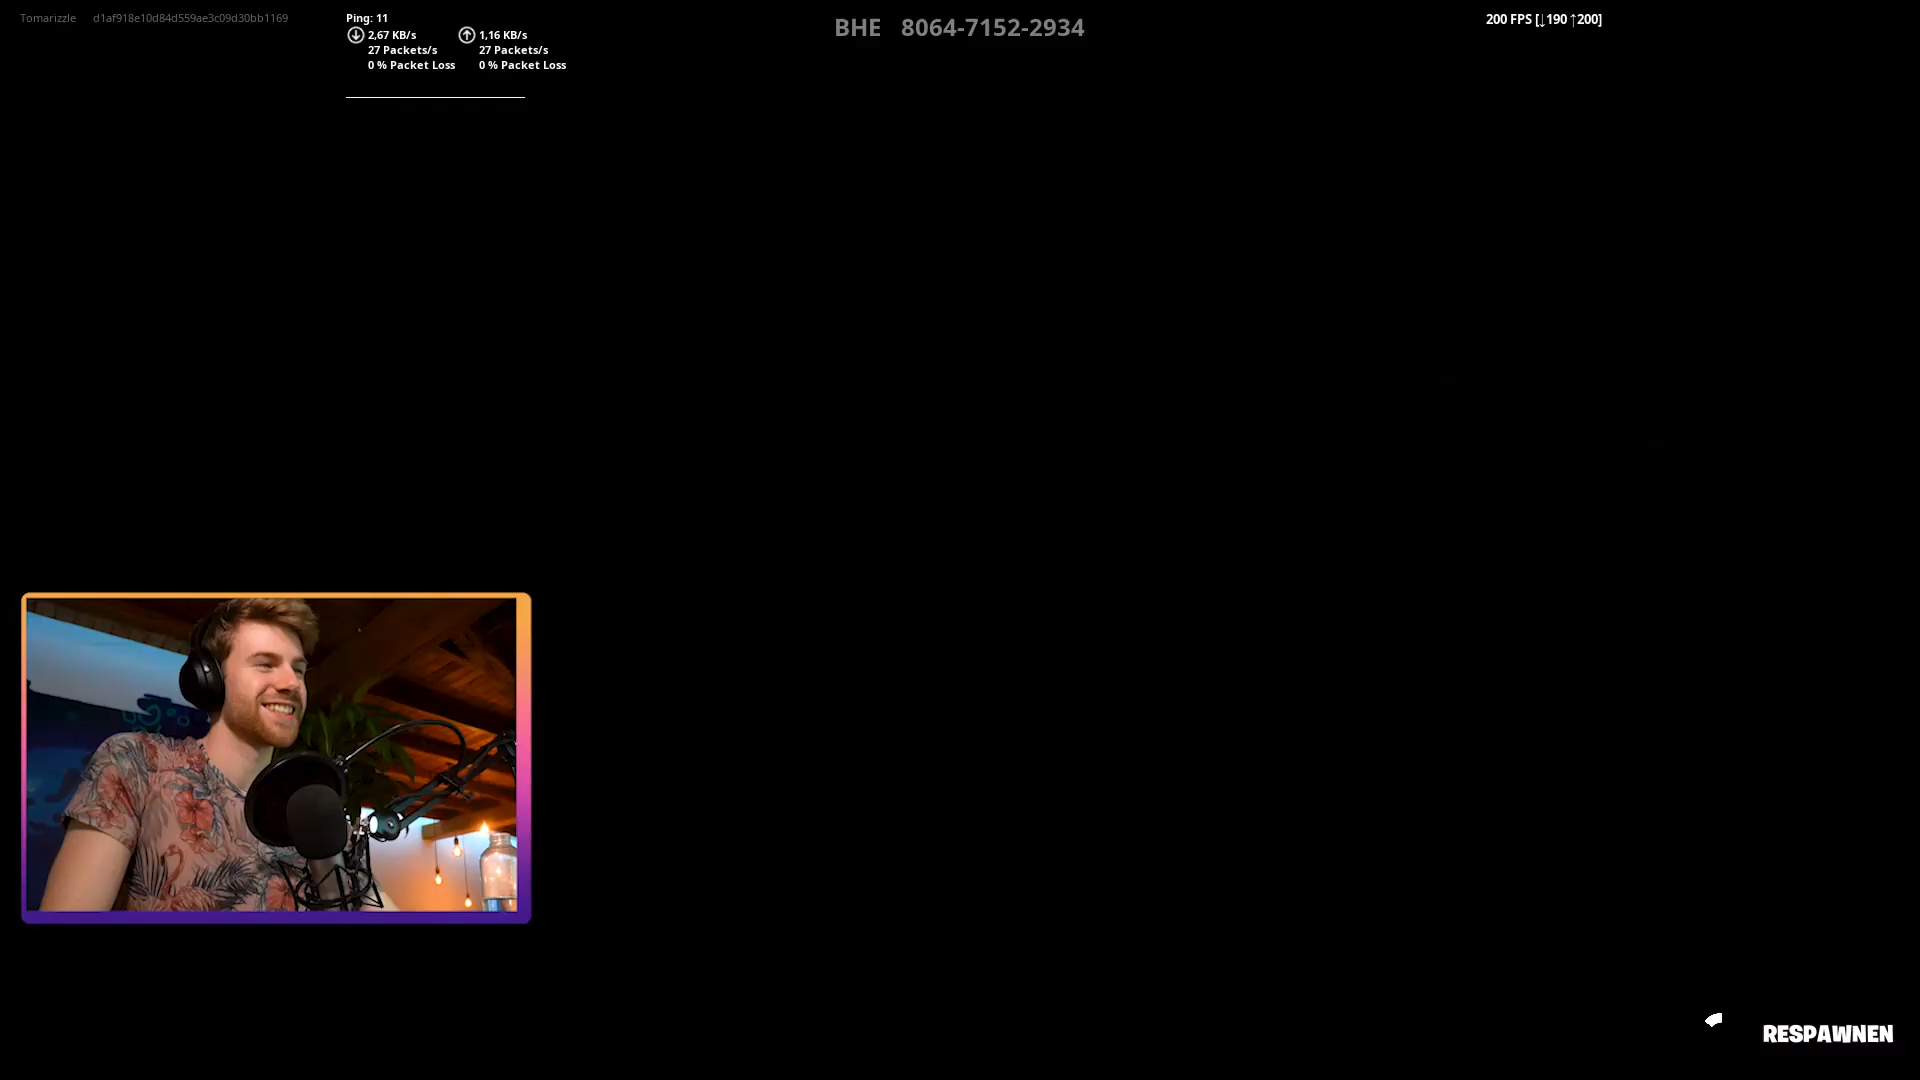 Tomarizzle d1af918e10d84d559ae3c09d30bb1169
Ping: 11
2,67 KB/s 1,16 KB/s
27 Packets/s 27 Packets/s
0 % Packet Loss 0 % Packet Loss
BHE 8064-7152-2934
200 FPS [↓190 ↑200]
RESPAWNEN